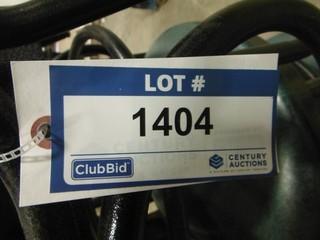 LOT #
1404
ClubBid
CENTURY
AUCTIONS